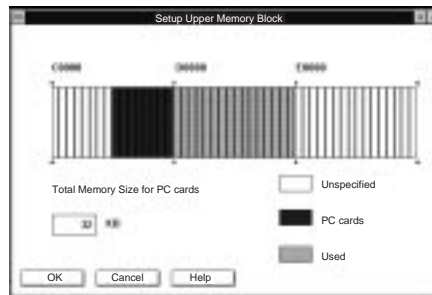 Setup Upper Memory Block
C0000 D0000 E0000
Total Memory Size for PC cards
32 KB
Unspecified
PC cards
Used
OK Cancel Help